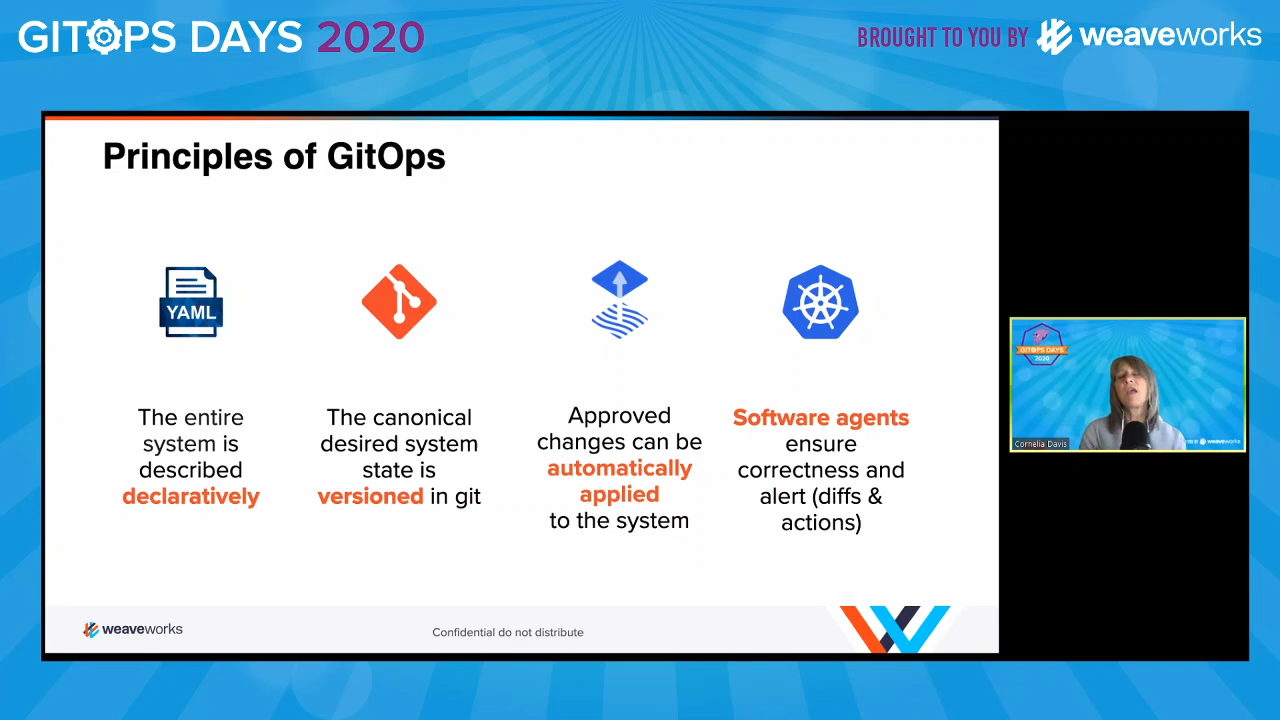 GITOPS DAYS 2020
BROUGHT TO YOU BY weaveworks
Principles of GitOps
YAML
The entire
system is
described
declaratively
The canonical
desired system
state is
versioned in git
Approved
changes can be
automatically
applied
to the system
Software agents
ensure
correctness and
alert (diffs &
actions)
weaveworks
Confidential do not distribute
GITOPS DAYS
2020
Cornelia Davis
weaveworks